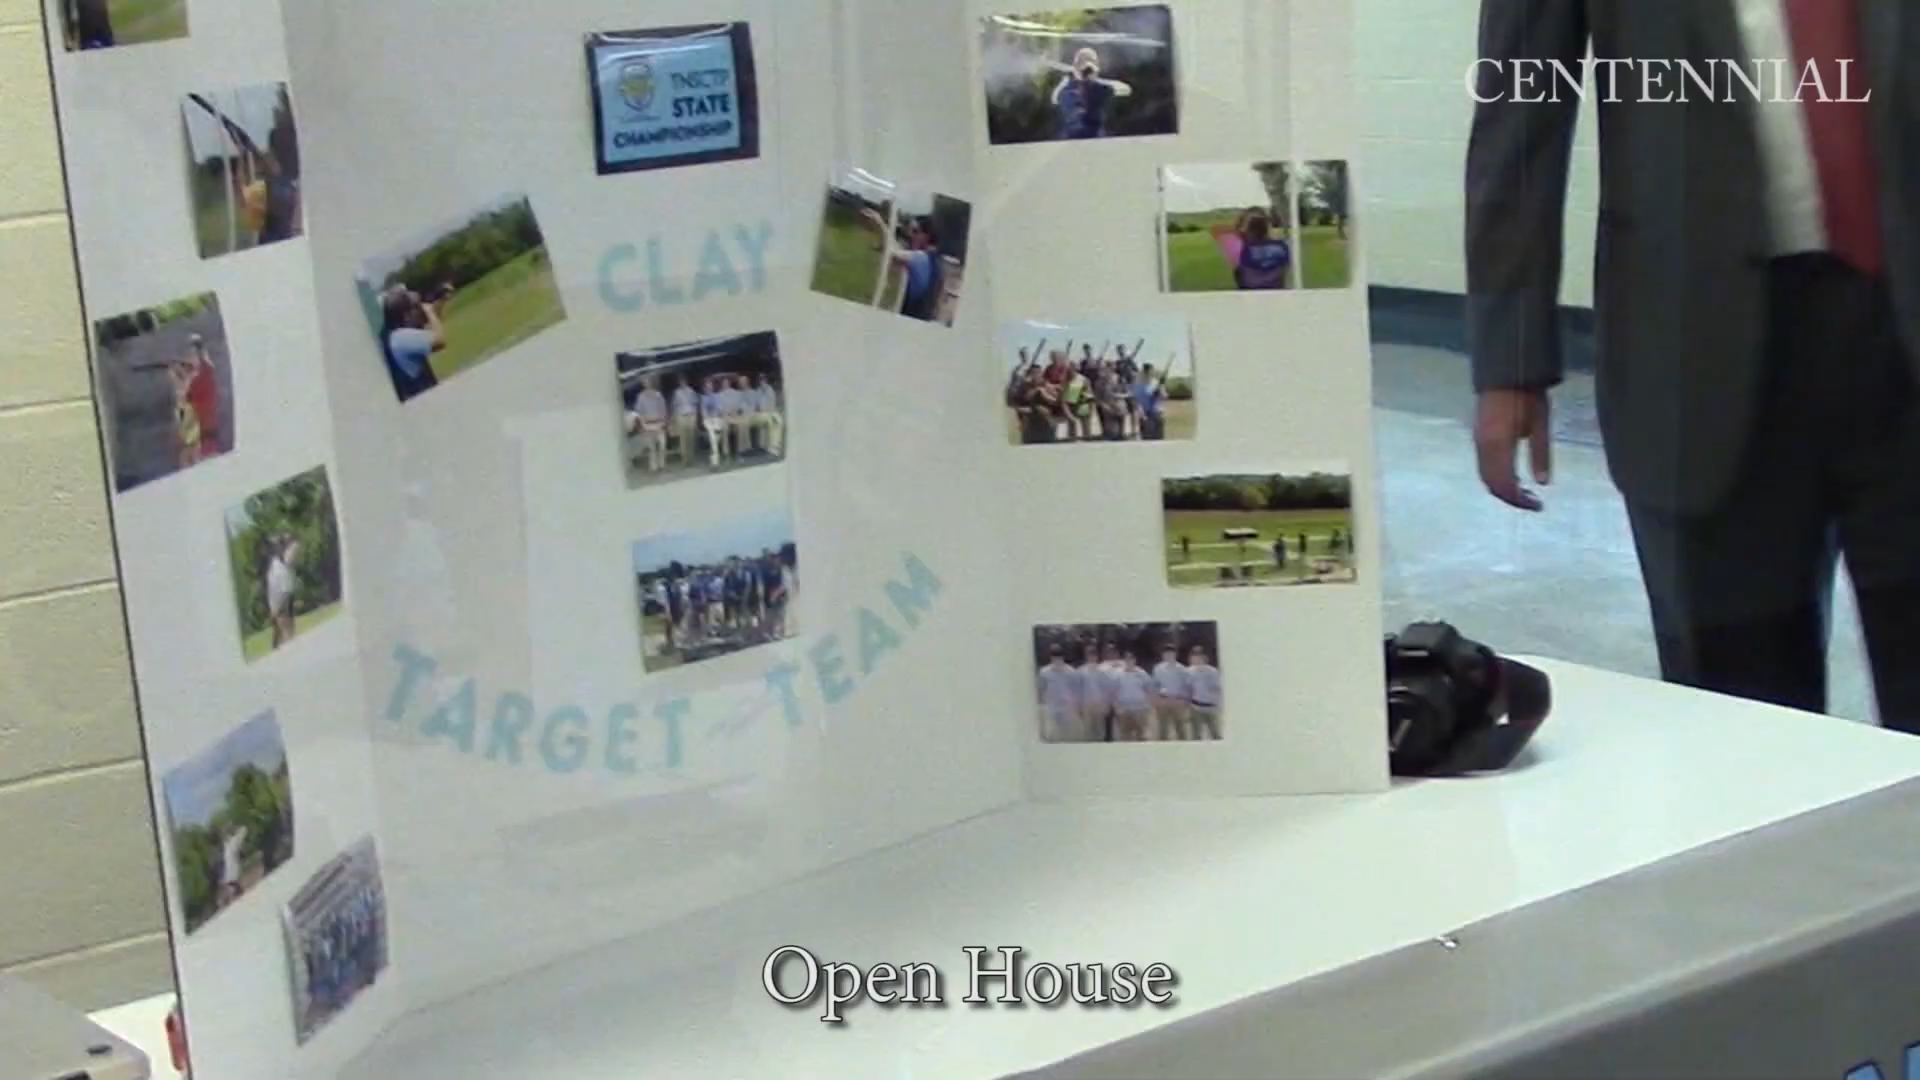 CENTENNIAL
TNSCTP
STATE
CHAMPIONSHIP
CLAY
TARGET TEAM
Open House